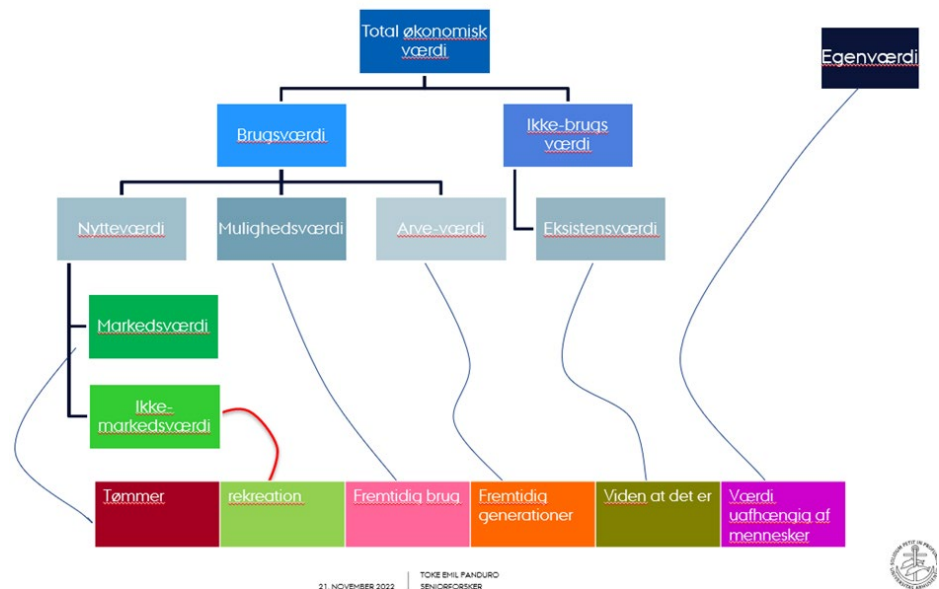 Total økonomisk
værdi
Egenværdi
Brugsværdi
Ikke-brugs
værdi
Nytteværdi
Mulighedsværdi
Arve-værdi
Eksistensværdi
Markedsværdi
Ikke-
markedsværdi
Tømmer
rekreation
Fremtidig brug
Fremtidig
generationer
Viden at det er
Værdi
uafhængig af
mennesker
21. NOVEMBER 2022
TOKE EMIL PANDURO
SENIORFORSKER